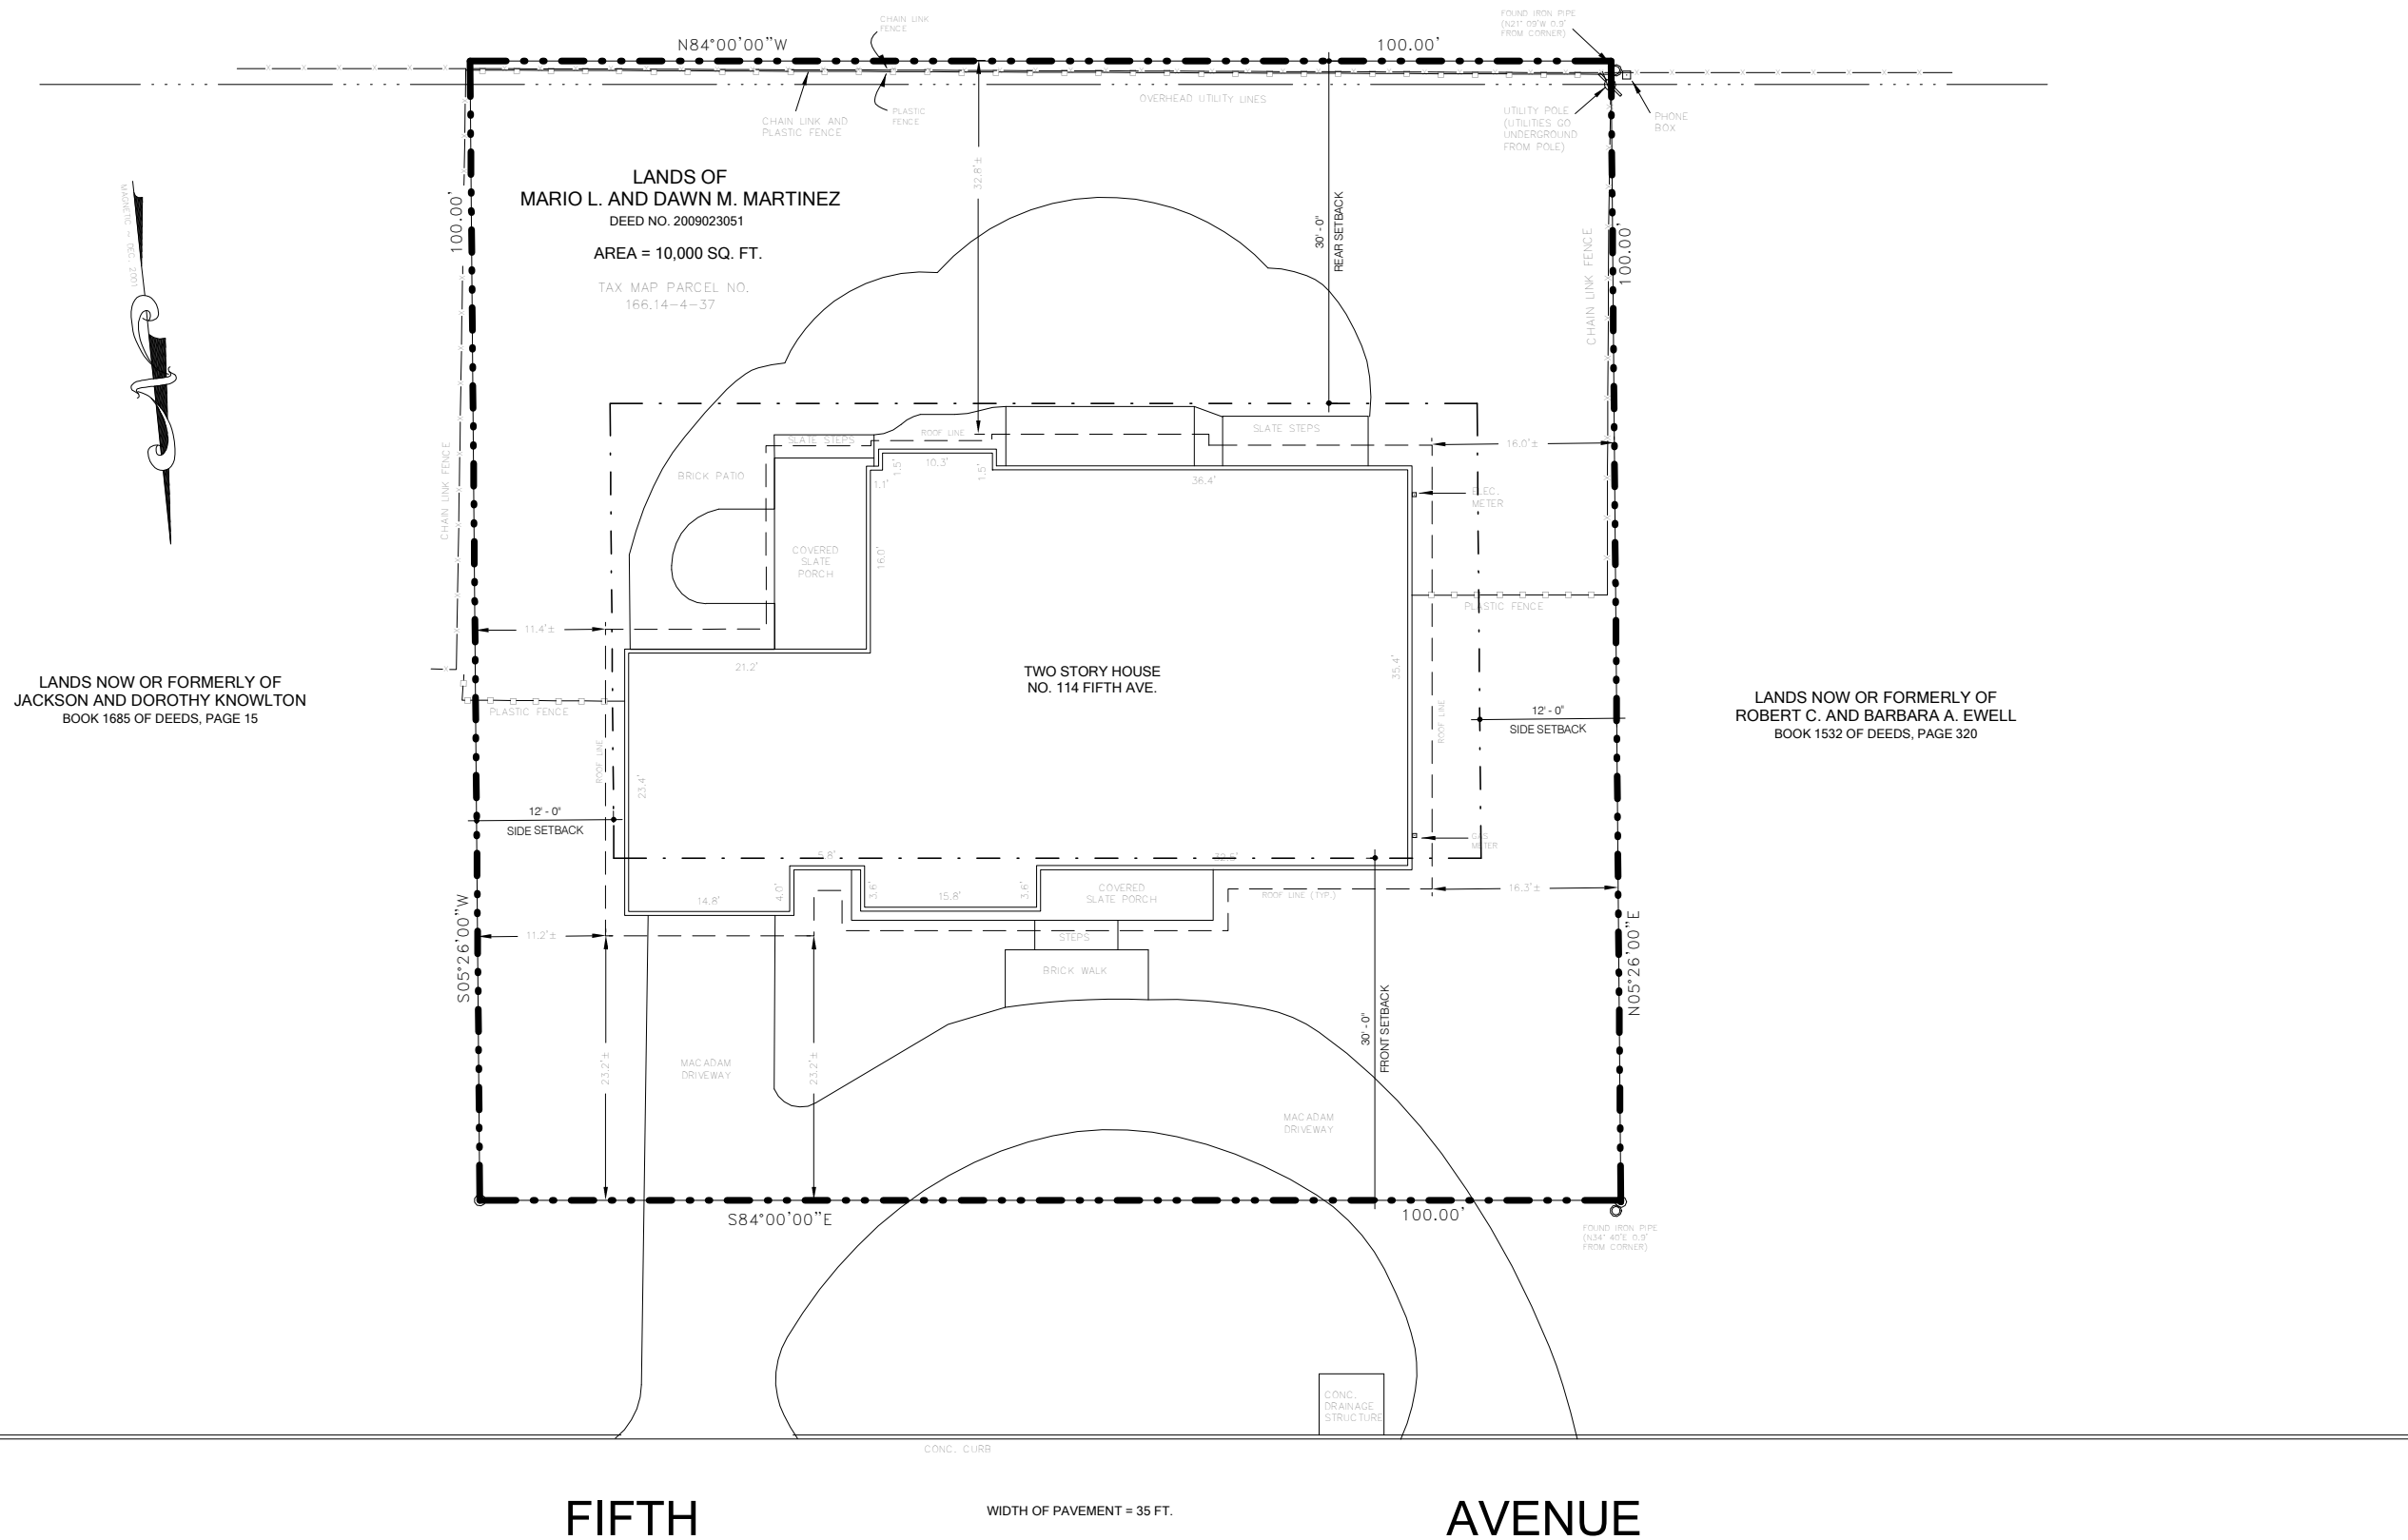 CHAIN LINK
FENCE
FOUND IRON PIPE
(N21° 09'W 0.9'
FROM CORNER)
N84°00'00"W
100.00'
OVERHEAD UTILITY LINES
CHAIN LINK AND
PLASTIC FENCE
PLASTIC
FENCE
UTILITY POLE
(UTILITIES GO
UNDERGROUND
FROM POLE)
PHONE
BOX
MAGNETIC - DEC. 2001
LANDS OF
MARIO L. AND DAWN M. MARTINEZ
DEED NO. 2009023051
AREA = 10,000 SQ. FT.
TAX MAP PARCEL NO.
166.14-4-37
100.00'
32.8'±
30' - 0"
REAR SETBACK
CHAIN LINK FENCE
100.00'
SLATE STEPS
ROOF LINE
SLATE STEPS
16.0'±
BRICK PATIO
1.5'
10.3'
1.5'
1.1'
36.4'
ELEC.
METER
CHAIN LINK FENCE
COVERED
SLATE
PORCH
16.0'
PLASTIC FENCE
11.4'±
21.2'
TWO STORY HOUSE
NO. 114 FIFTH AVE.
35.4'
LANDS NOW OR FORMERLY OF
JACKSON AND DOROTHY KNOWLTON
BOOK 1685 OF DEEDS, PAGE 15
PLASTIC FENCE
ROOF LINE
23.4'
ROOF LINE
12' - 0"
SIDE SETBACK
LANDS NOW OR FORMERLY OF
ROBERT C. AND BARBARA A. EWELL
BOOK 1532 OF DEEDS, PAGE 320
12' - 0"
SIDE SETBACK
GAS
METER
5.8'
32.6'
14.8'
4.0'
3.6'
15.8'
3.6'
COVERED
SLATE PORCH
ROOF LINE (TYP.)
16.3'±
S05°26'00"W
11.2'±
STEPS
BRICK WALK
N05°26'00"E
23.2'±
23.2'±
30' - 0"
FRONT SETBACK
MACADAM
DRIVEWAY
MACADAM
DRIVEWAY
S84°00'00"E
100.00'
FOUND IRON PIPE
(N34° 40'E 0.9'
FROM CORNER)
CONC.
DRAINAGE
STRUCTURE
CONC. CURB
FIFTH
WIDTH OF PAVEMENT = 35 FT.
AVENUE